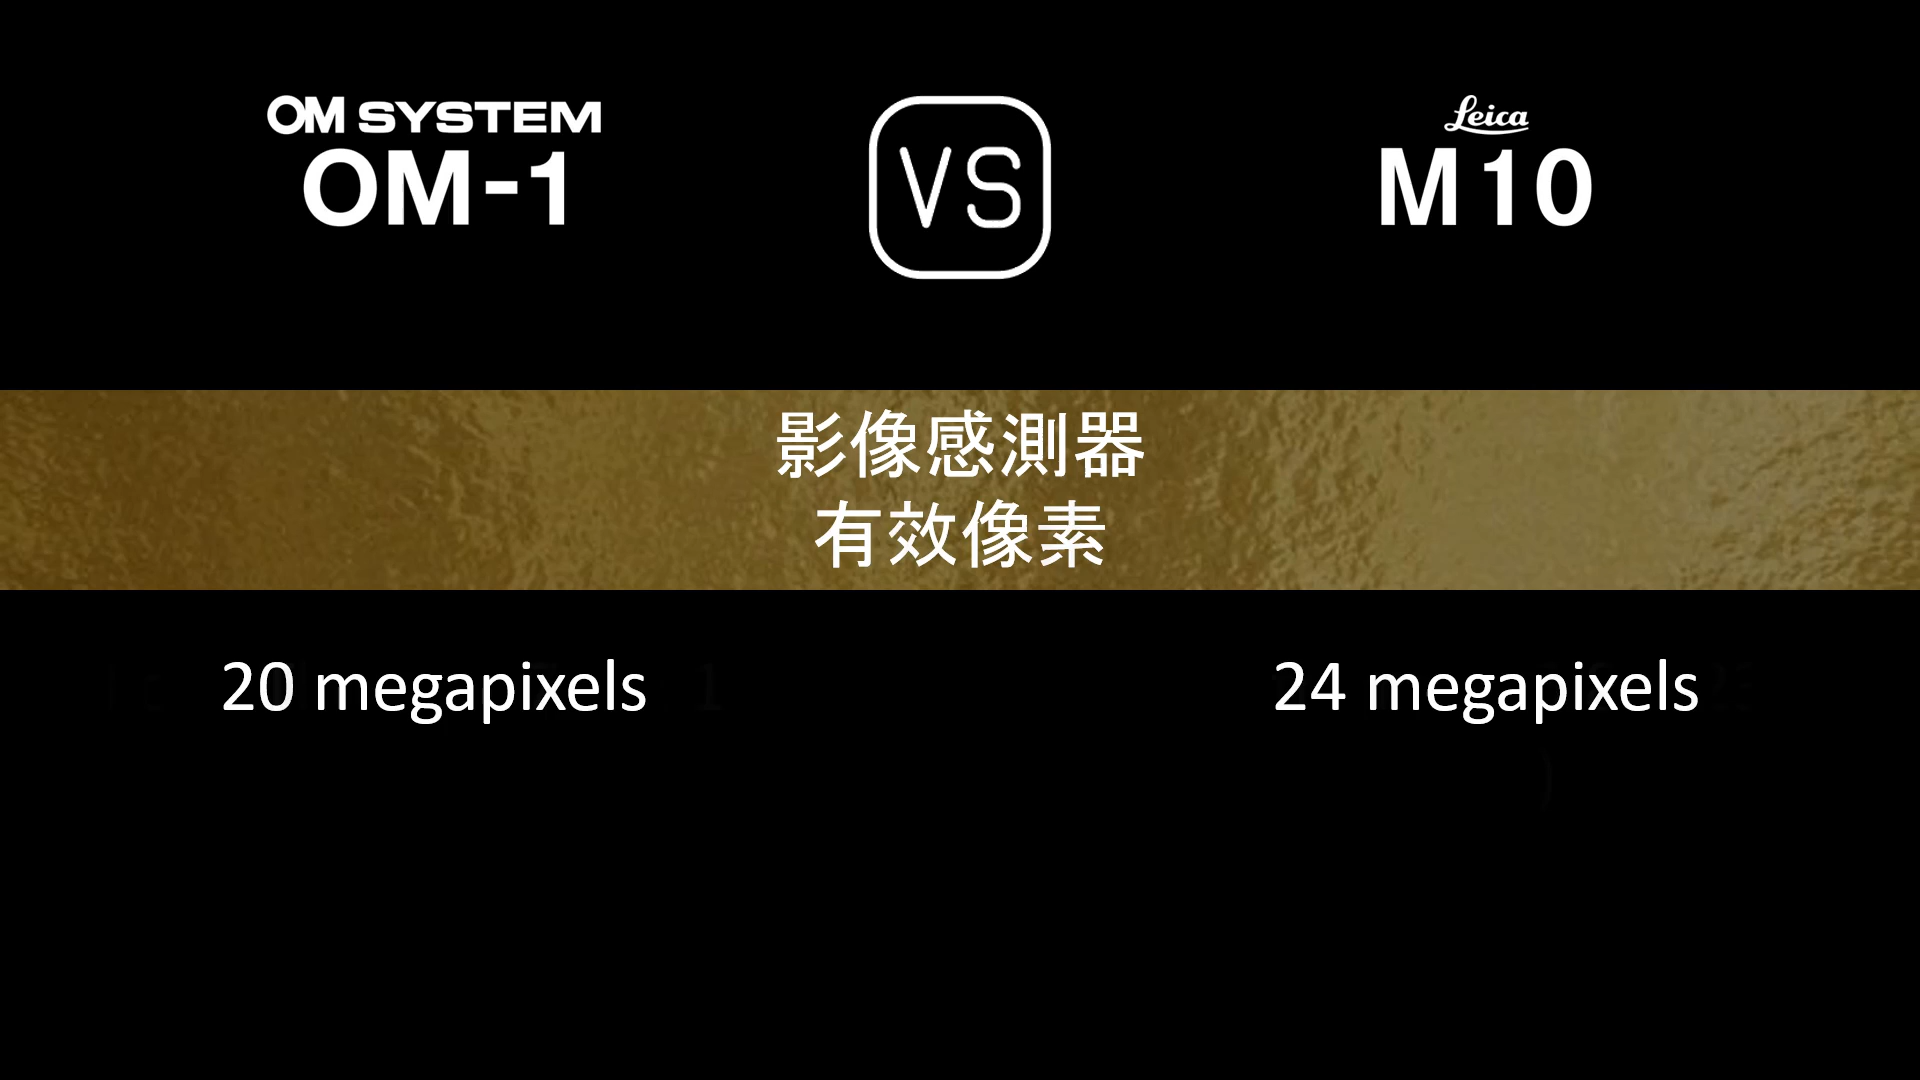 OM SYSTEM
OM-1
VS
Leica
M10
影像感測器
有效像素
20 megapixels
24 megapixels